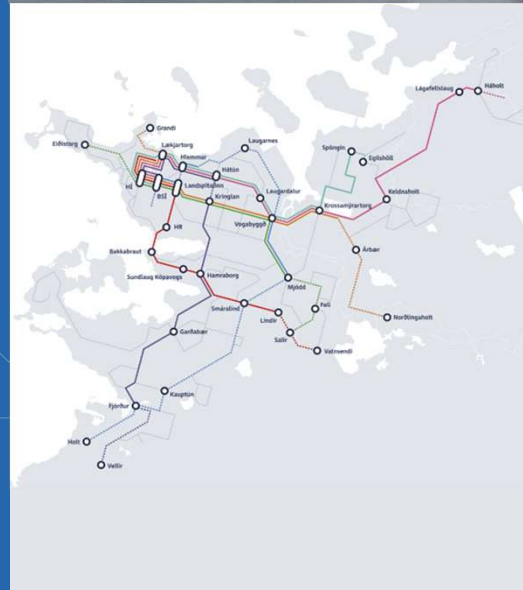 Lágafellslaug
Háholt
Grandi
Eiðistorg
Lækjartorg
Laugarnes
Spöngin
Hlemmur
Egilshöll
Hátún
HÍ
BSÍ
Landspítalinn
Laugardalur
Keldnaholt
Kringlan
Krossmýrartorg
Vogabyggð
HR
Bakkabraut
Árbær
Sundlaug Kópavogs
Hamraborg
Mjódd
Smáralind
Fell
Lindir
Norðlingaholt
Garðabær
Salir
Vatnsendi
Kauptún
Fjörður
Holt
Vellir